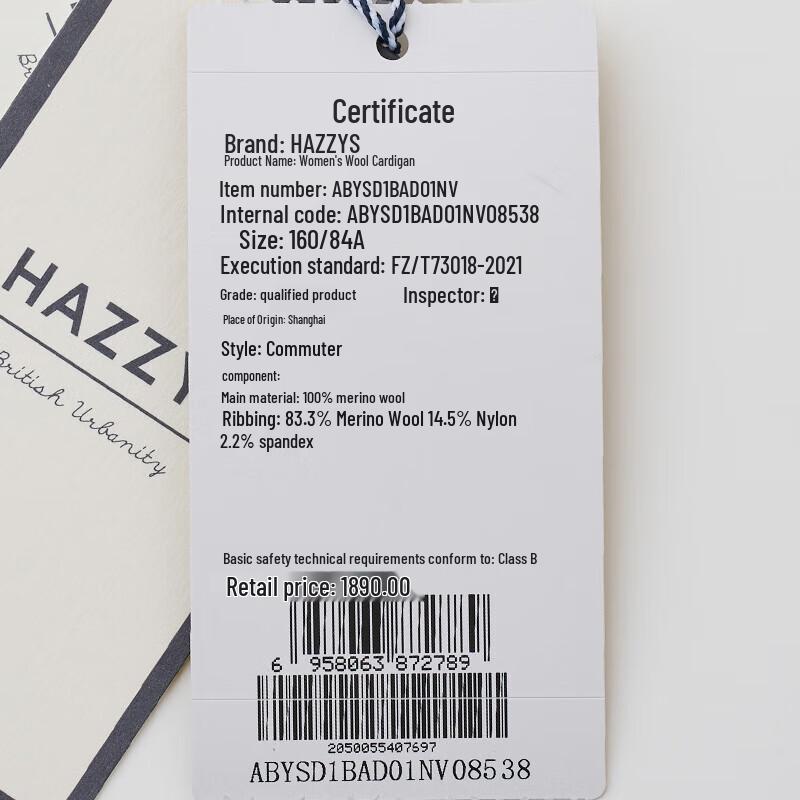 Certificate
Brand: HAZZYS
Product Name: Women's Wool Cardigan
Item number: ABYSD1BAD01NV
Internal code: ABYSD1BAD01NV08538
Size: 160/84A
Execution standard: FZ/T73018-2021
Grade: qualified product Inspector:
Place of Origin: Shanghai
Style: Commuter
component:
Main material: 100% merino wool
Ribbing: 83.3% Merino Wool 14.5% Nylon
2.2% spandex
Basic safety technical requirements conform to: Class B
Retail price: 1890.00
6 958063 872789
2050055407697
ABYSD1BAD01NV08538
HAZZY
British Urbanity
Br